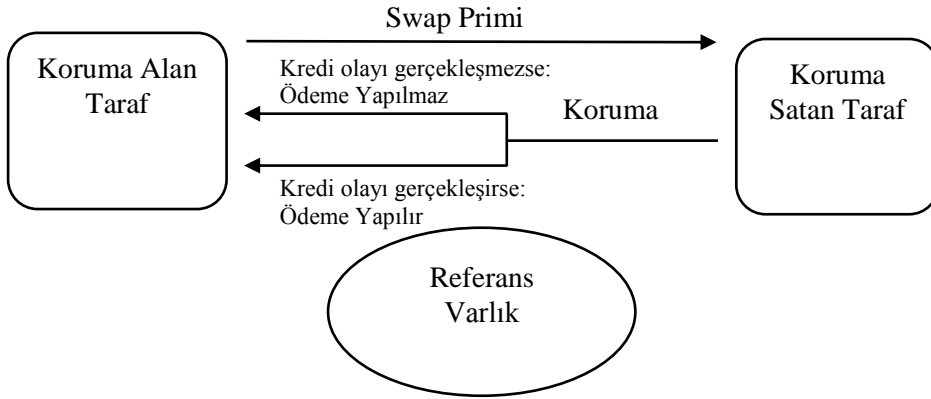 Swap Primi
Koruma Alan
Taraf
Kredi olayı gerçekleşmezse:
Ödeme Yapılmaz
Koruma
Koruma
Satan Taraf
Kredi olayı gerçekleşirse:
Ödeme Yapılır
Referans
Varlık